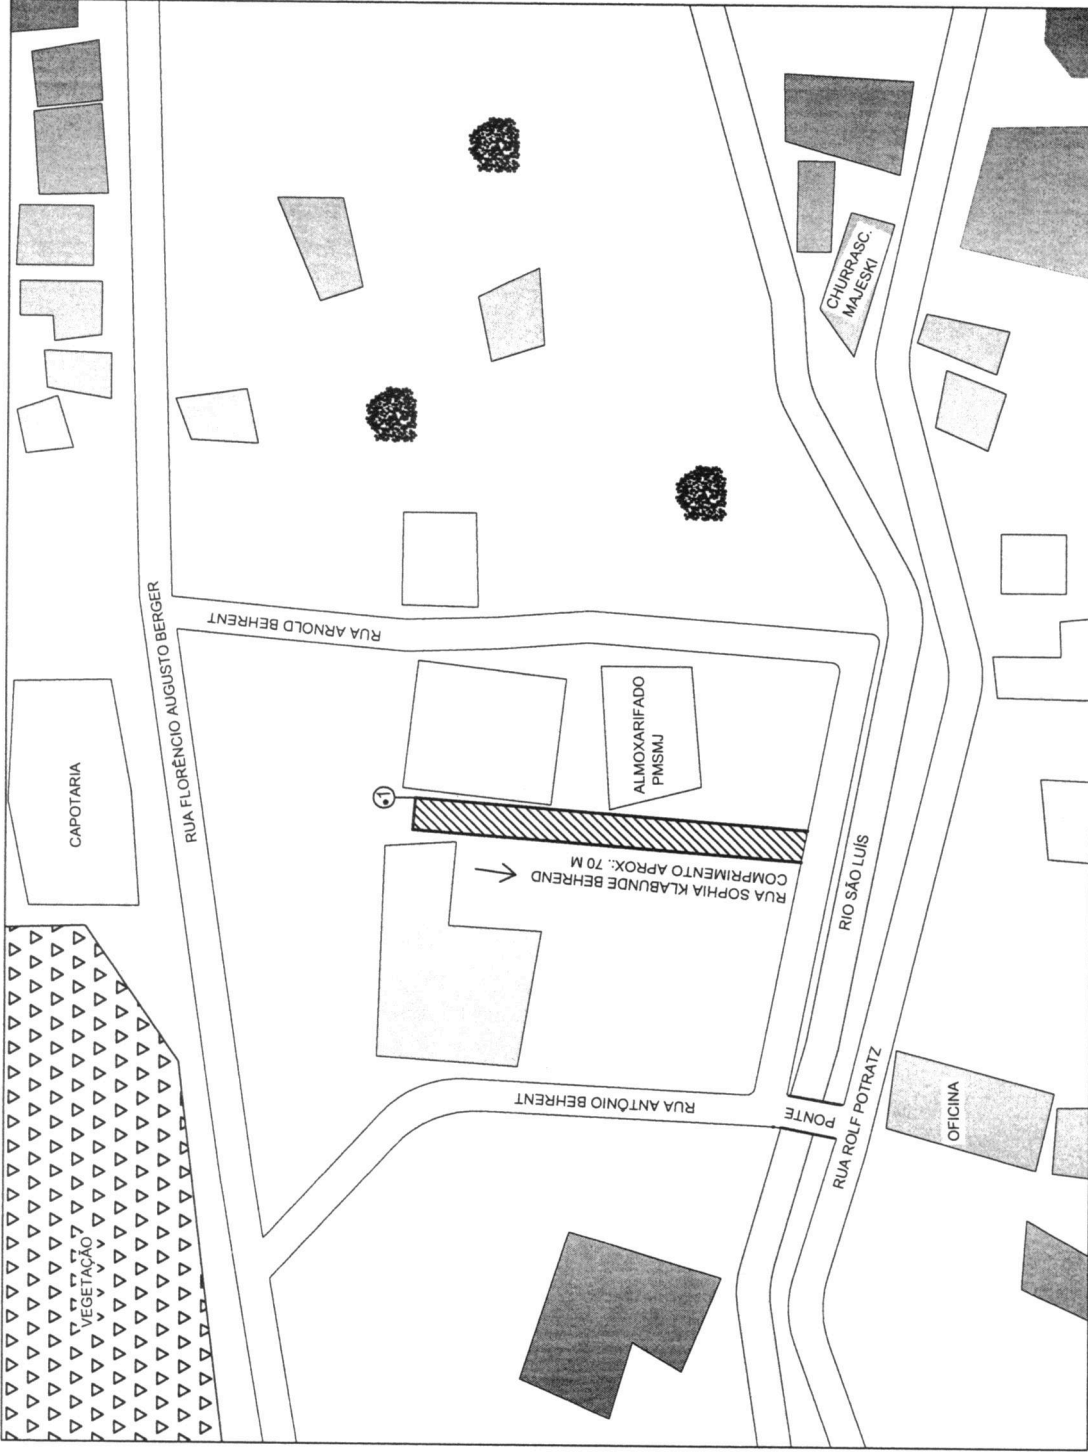 CAPOTARIA
RUA FLORÊNCIO AUGUSTO BERGER
VEGETAÇÃO
RUA ARNOLD BEHRENT
1
ALMOXARIFADO
PMSMJ
RUA SOPHIA KLABUNDE BEHREND
COMPRIMENTO APROX.: 70 M
RUA ANTÔNIO BEHRENT
PONTE
RIO SÃO LUÍS
RUA ROLF POTRATZ
OFICINA
CHURRASC.
MAJESKI